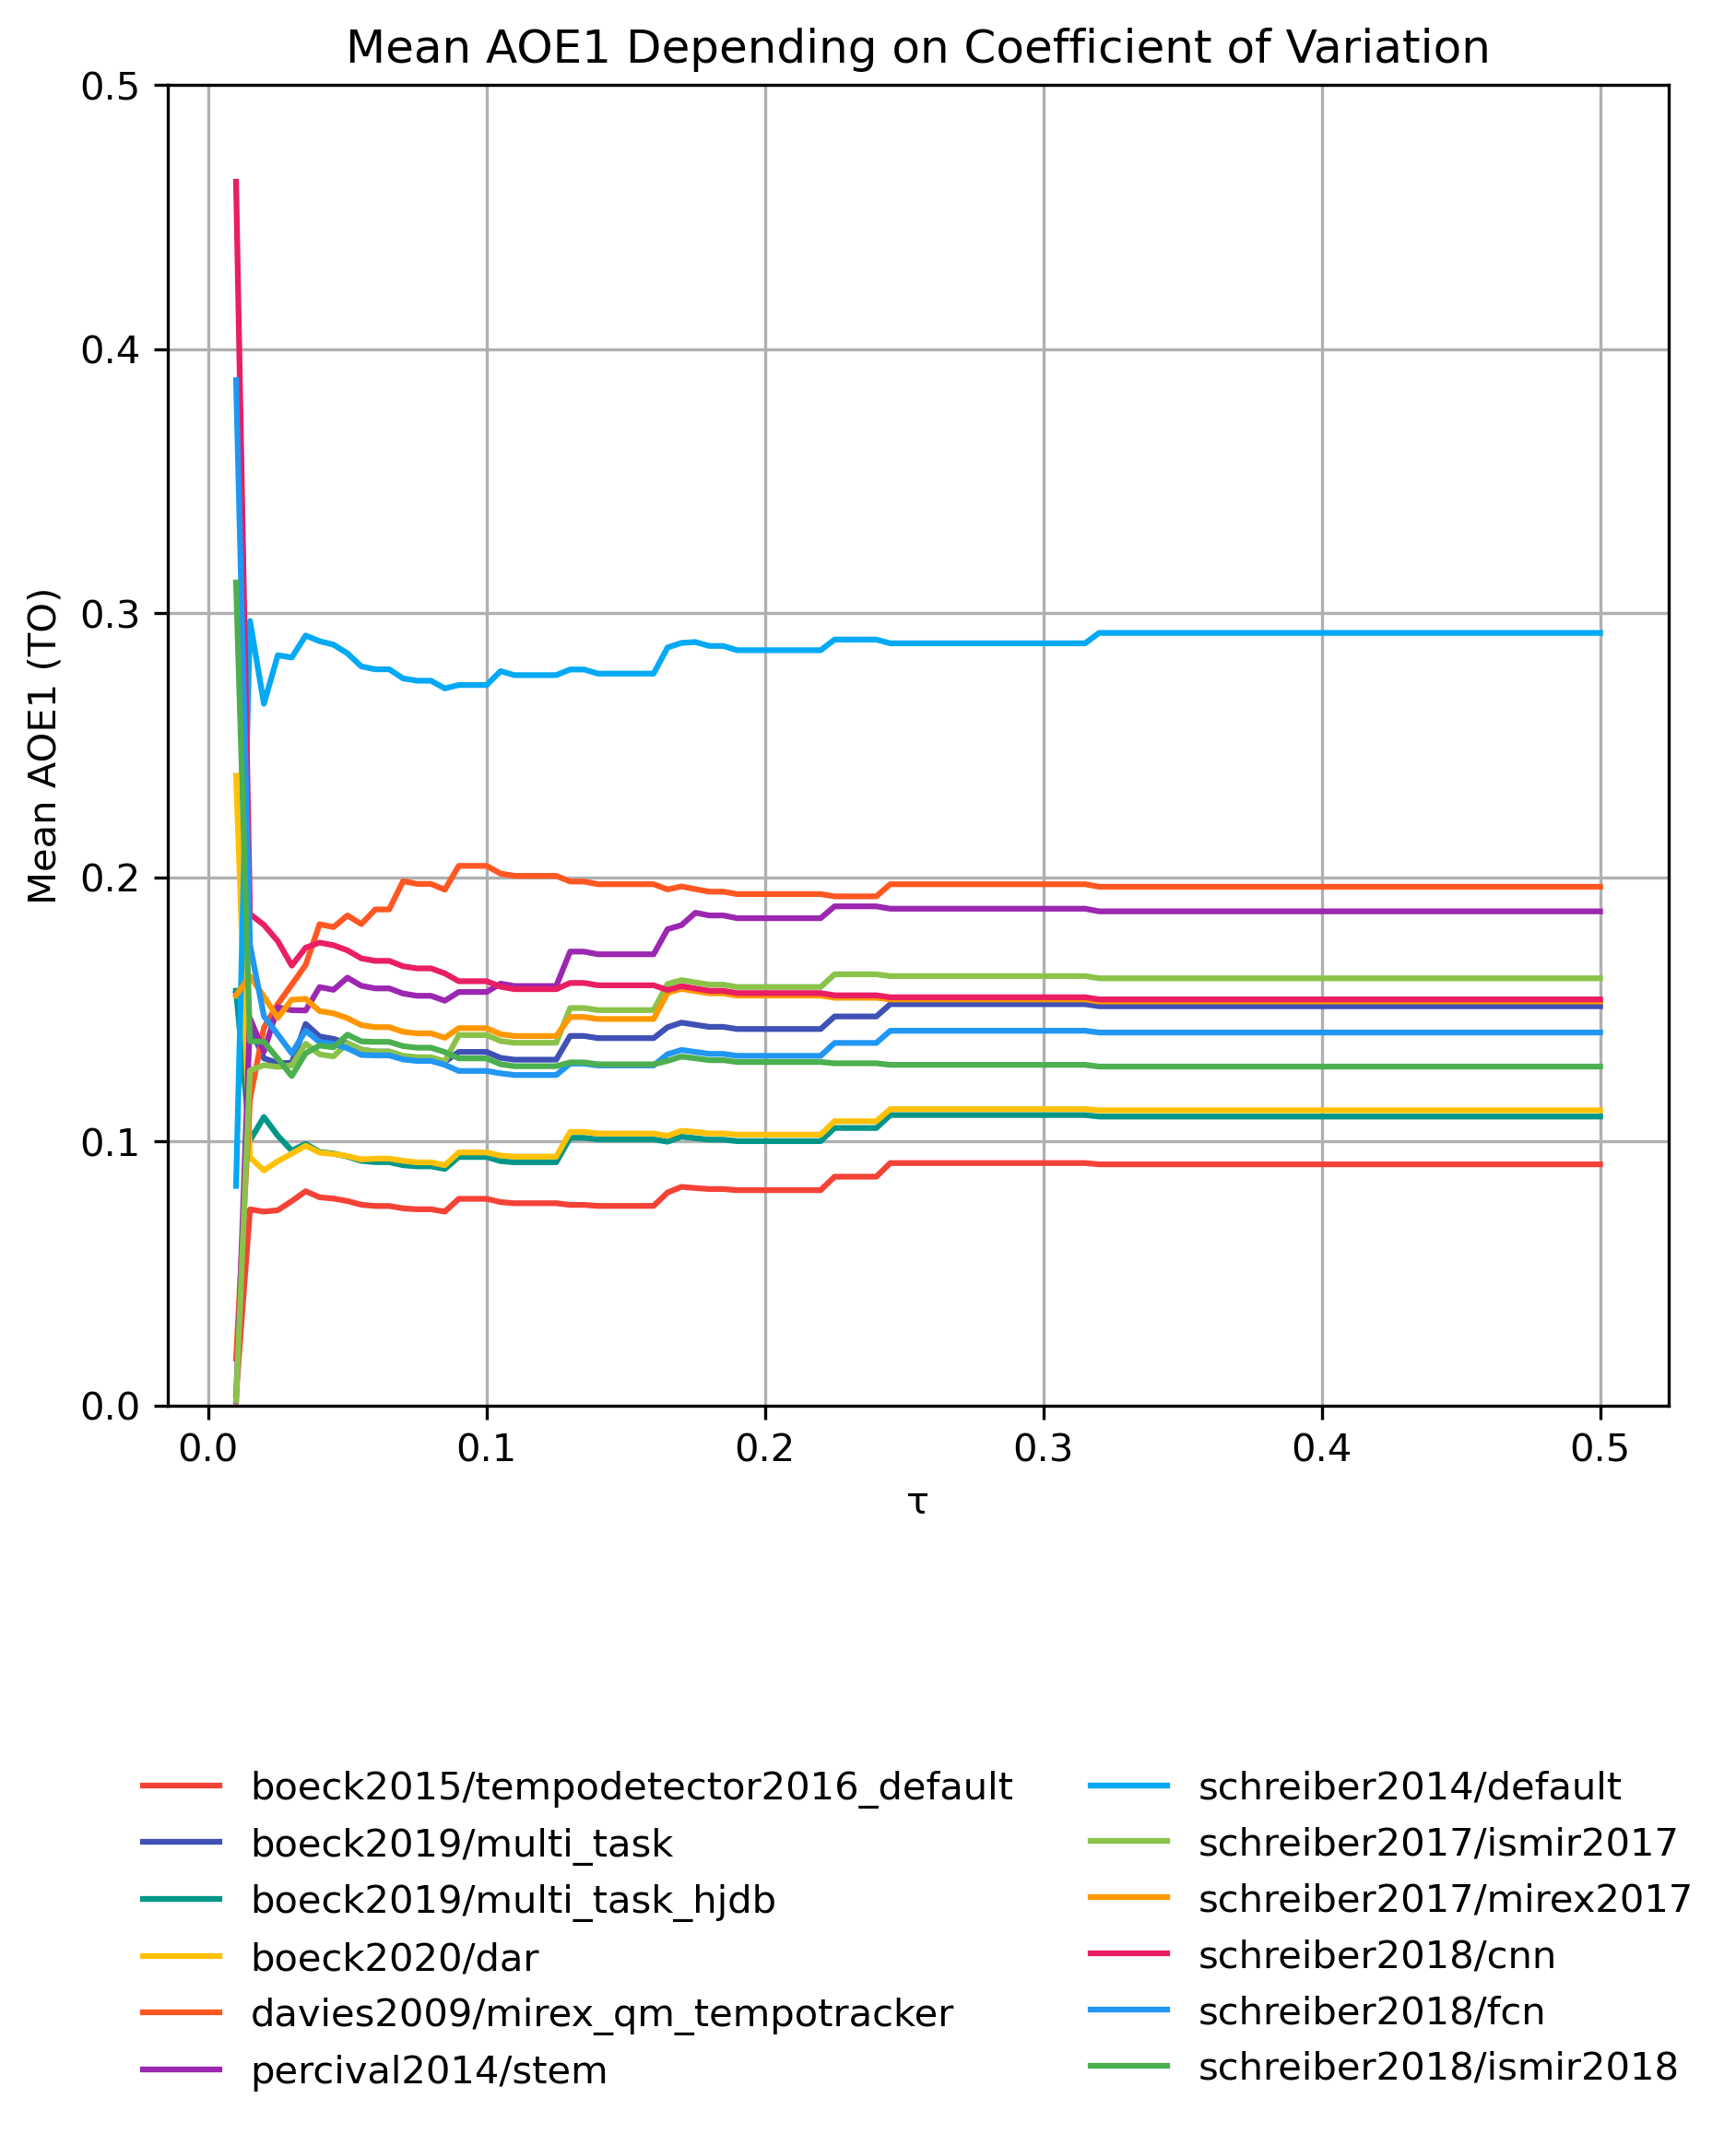 Mean AOE1 Depending on Coefficient of Variation
0.5
0.4
0.3
0.2
0.1
0.0
Mean AOE1 (TO)
0.0 0.1 0.2 0.3 0.4 0.5
τ
boeck2015/tempodetector2016_default
boeck2019/multi_task
boeck2019/multi_task_hjdb
boeck2020/dar
davies2009/mirex_qm_tempotracker
percival2014/stem
schreiber2014/default
schreiber2017/ismir2017
schreiber2017/mirex2017
schreiber2018/cnn
schreiber2018/fcn
schreiber2018/ismir2018